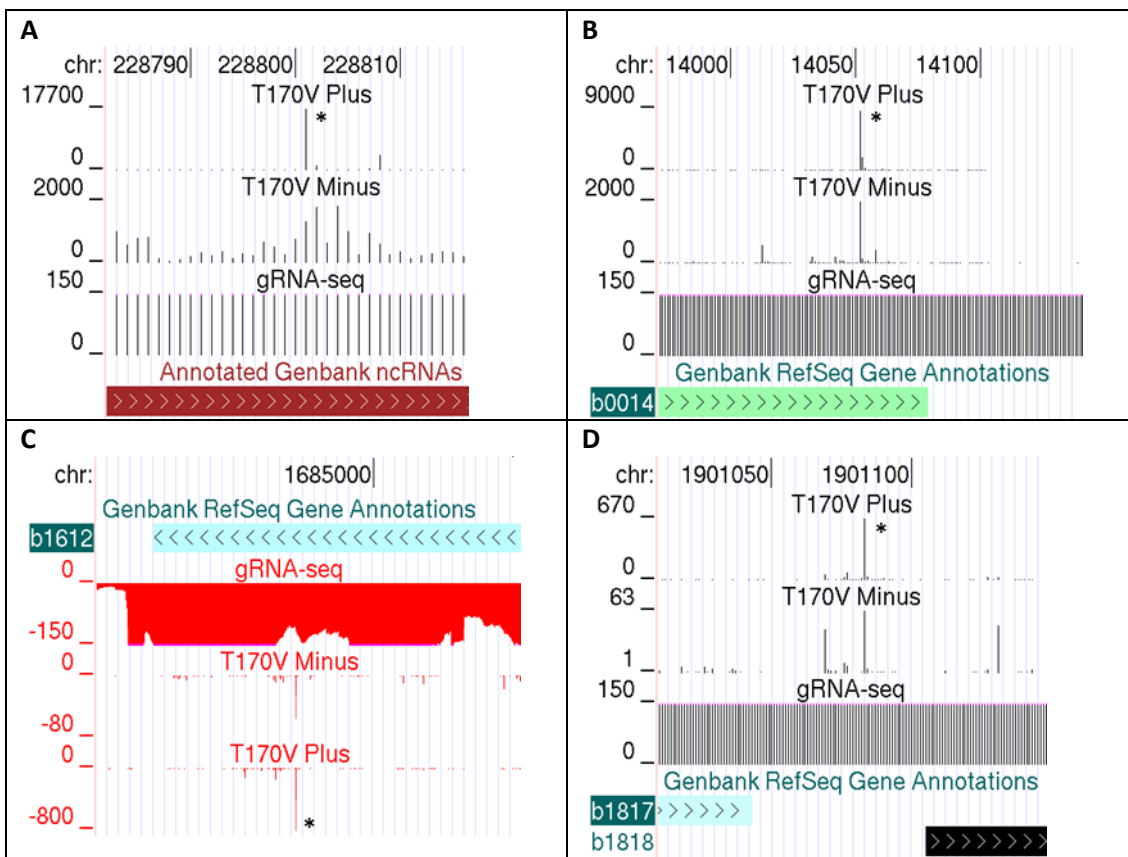 A
chr: 228790 228800 228810
17700
T170V Plus
*
0
T170V Minus
2000
0
gRNA-seq
150
0
Annotated Genbank ncRNAs
B
chr: 14000 14050 14100
9000
T170V Plus
*
0
T170V Minus
2000
0
gRNA-seq
150
0
Genbank RefSeq Gene Annotations
b0014
C
chr: 1685000
Genbank RefSeq Gene Annotations
b1612
0
gRNA-seq
-150
0
T170V Minus
-80
0
T170V Plus
-800
*
D
chr: 1901050 1901100
670
T170V Plus
*
0
T170V Minus
63
1
gRNA-seq
150
0
Genbank RefSeq Gene Annotations
b1817
b1818